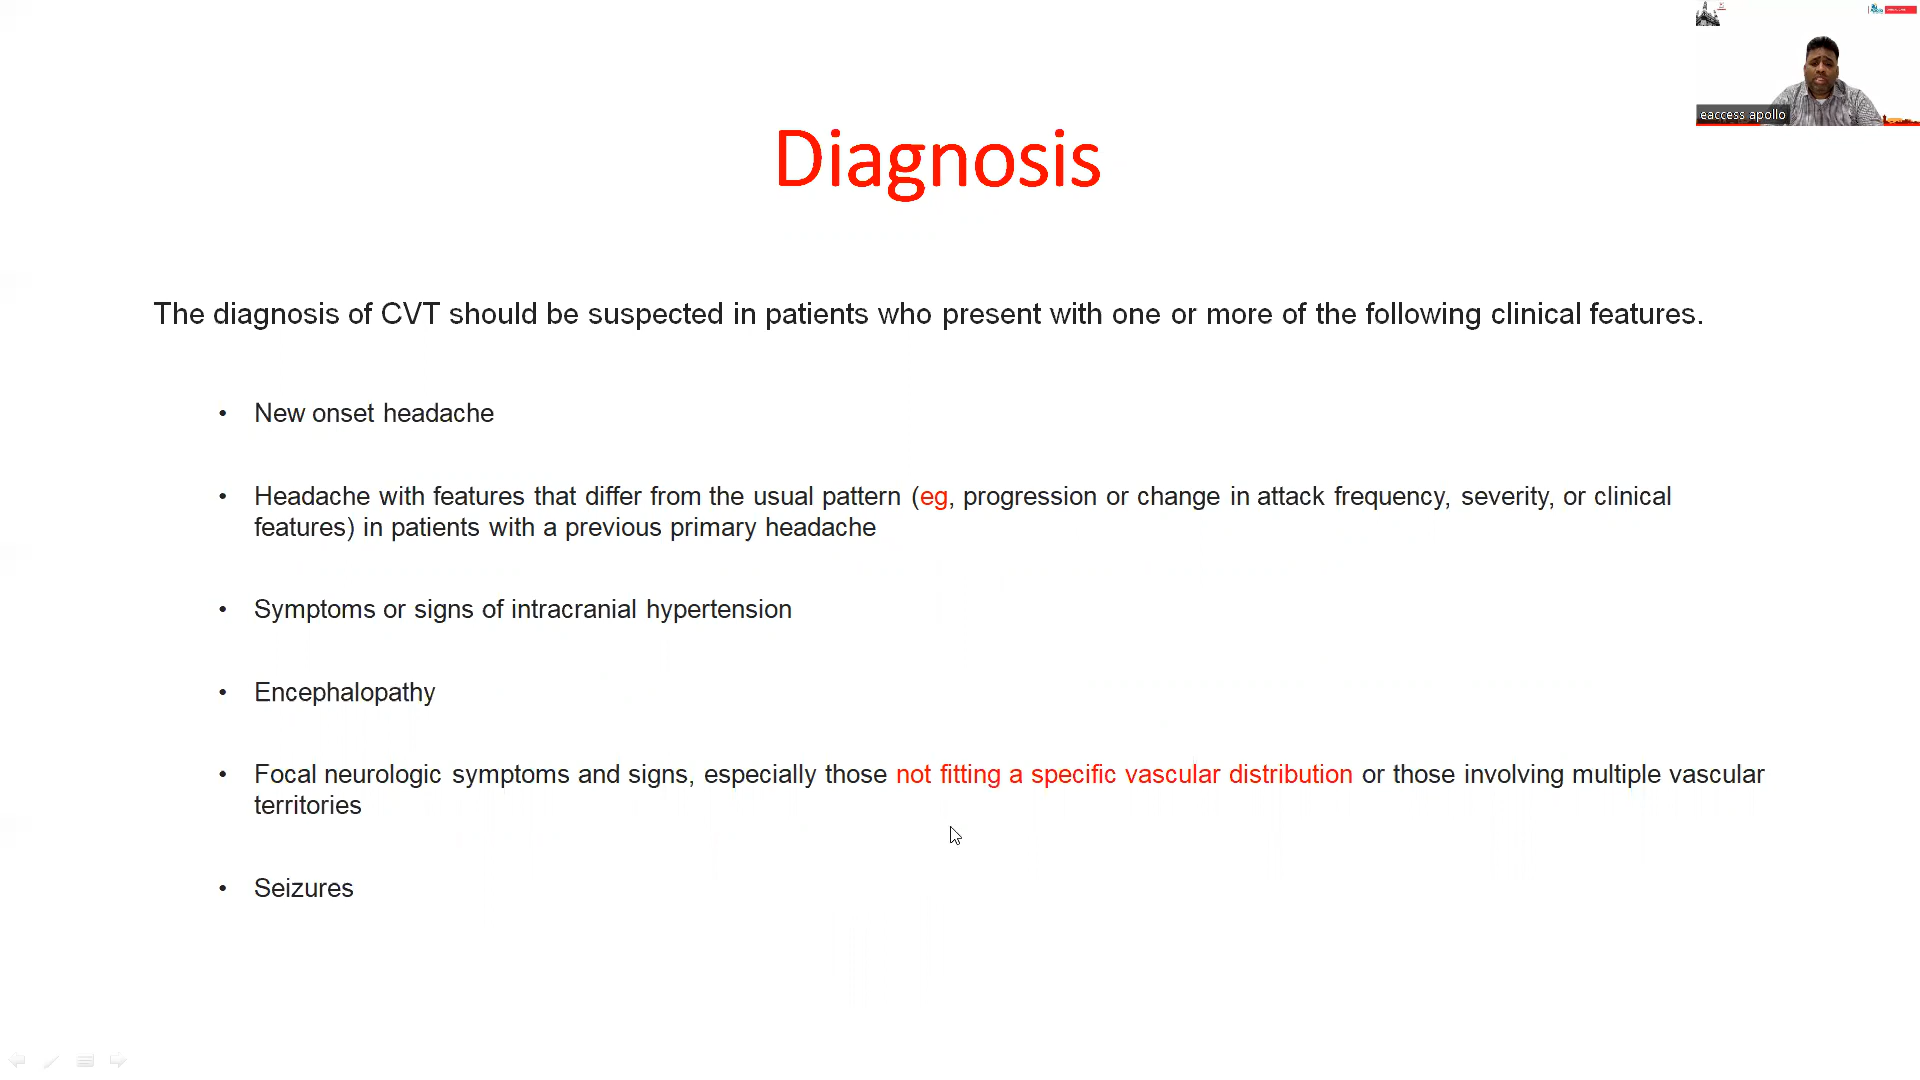 eaccess apollo
Diagnosis
The diagnosis of CVT should be suspected in patients who present with one or more of the following clinical features.
• New onset headache
• Headache with features that differ from the usual pattern (eg, progression or change in attack frequency, severity, or clinical
features) in patients with a previous primary headache
• Symptoms or signs of intracranial hypertension
• Encephalopathy
• Focal neurologic symptoms and signs, especially those not fitting a specific vascular distribution or those involving multiple vascular
territories
• Seizures